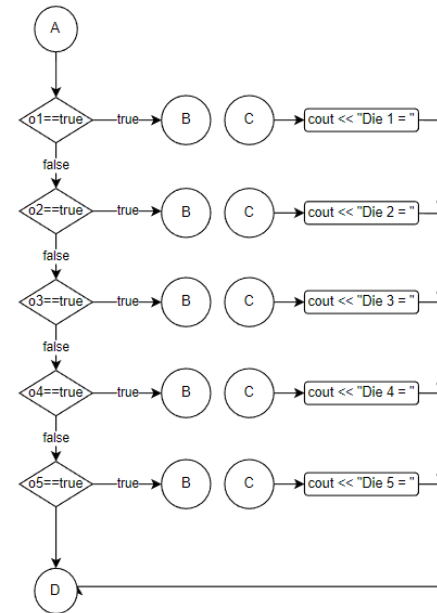 A
o1==true true B C cout << "Die 1 = "
false
o2==true true B C cout << "Die 2 = "
false
o3==true true B C cout << "Die 3 = "
false
o4==true true B C cout << "Die 4 = "
false
o5==true true B C cout << "Die 5 = "
D